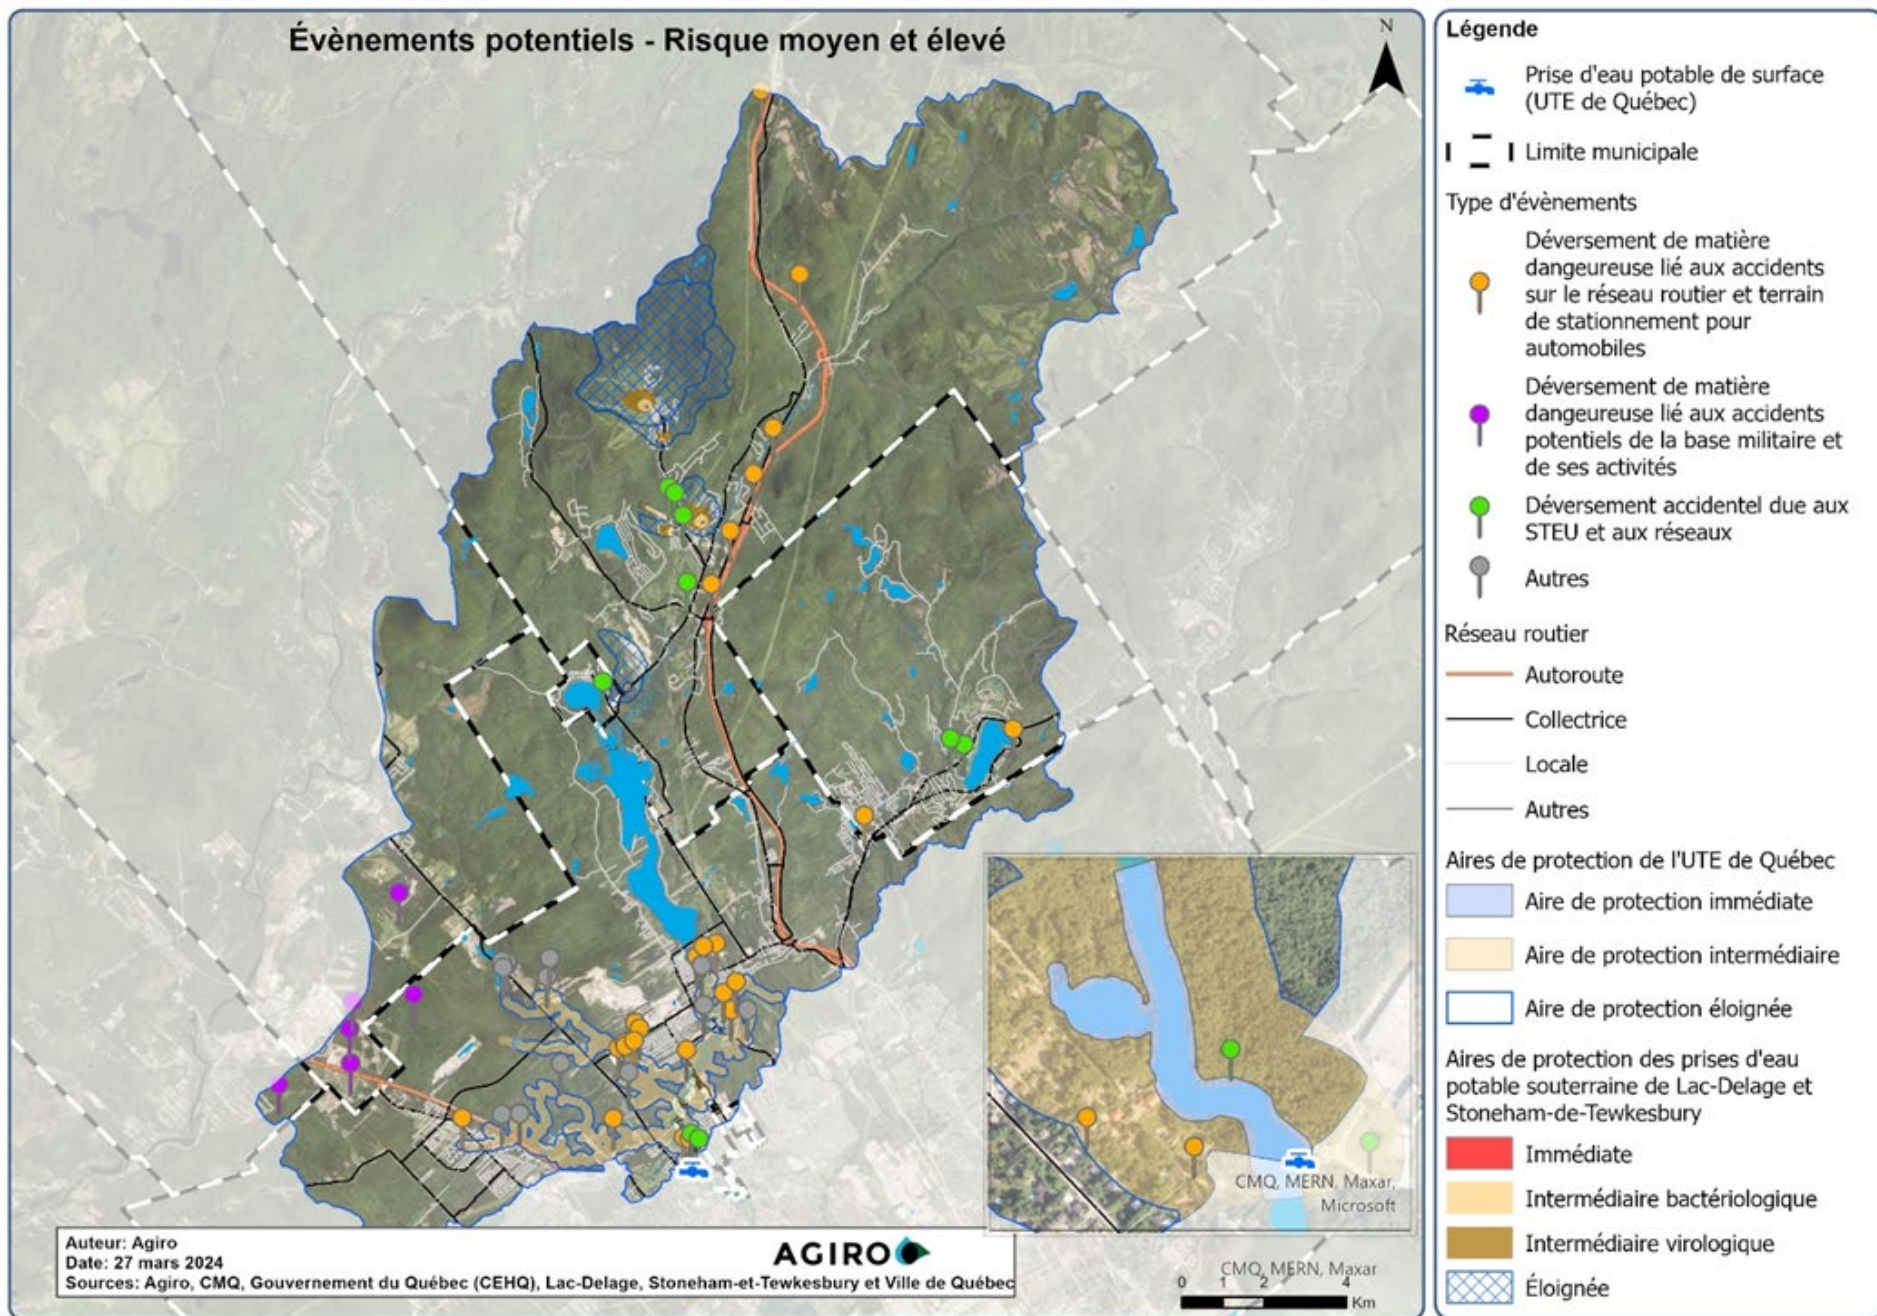 Évènements potentiels - Risque moyen et élevé
N
CMQ, MERN, Maxar,
Microsoft
CMQ, MERN, Maxar
0 1 2 4
Km
Auteur: Agiro
Date: 27 mars 2024
Sources: Agiro, CMQ, Gouvernement du Québec (CEHQ), Lac-Delage, Stoneham-et-Tewkesbury et Ville de Québec
AGIRO
Légende
Prise d'eau potable de surface
(UTE de Québec)
Limite municipale
Type d'évènements
Déversement de matière
dangeureuse lié aux accidents
sur le réseau routier et terrain
de stationnement pour
automobiles
Déversement de matière
dangeureuse lié aux accidents
potentiels de la base militaire et
de ses activités
Déversement accidentel due aux
STEU et aux réseaux
Autres
Réseau routier
Autoroute
Collectrice
Locale
Autres
Aires de protection de l'UTE de Québec
Aire de protection immédiate
Aire de protection intermédiaire
Aire de protection éloignée
Aires de protection des prises d'eau
potable souterraine de Lac-Delage et
Stoneham-de-Tewkesbury
Immédiate
Intermédiaire bactériologique
Intermédiaire virologique
Éloignée